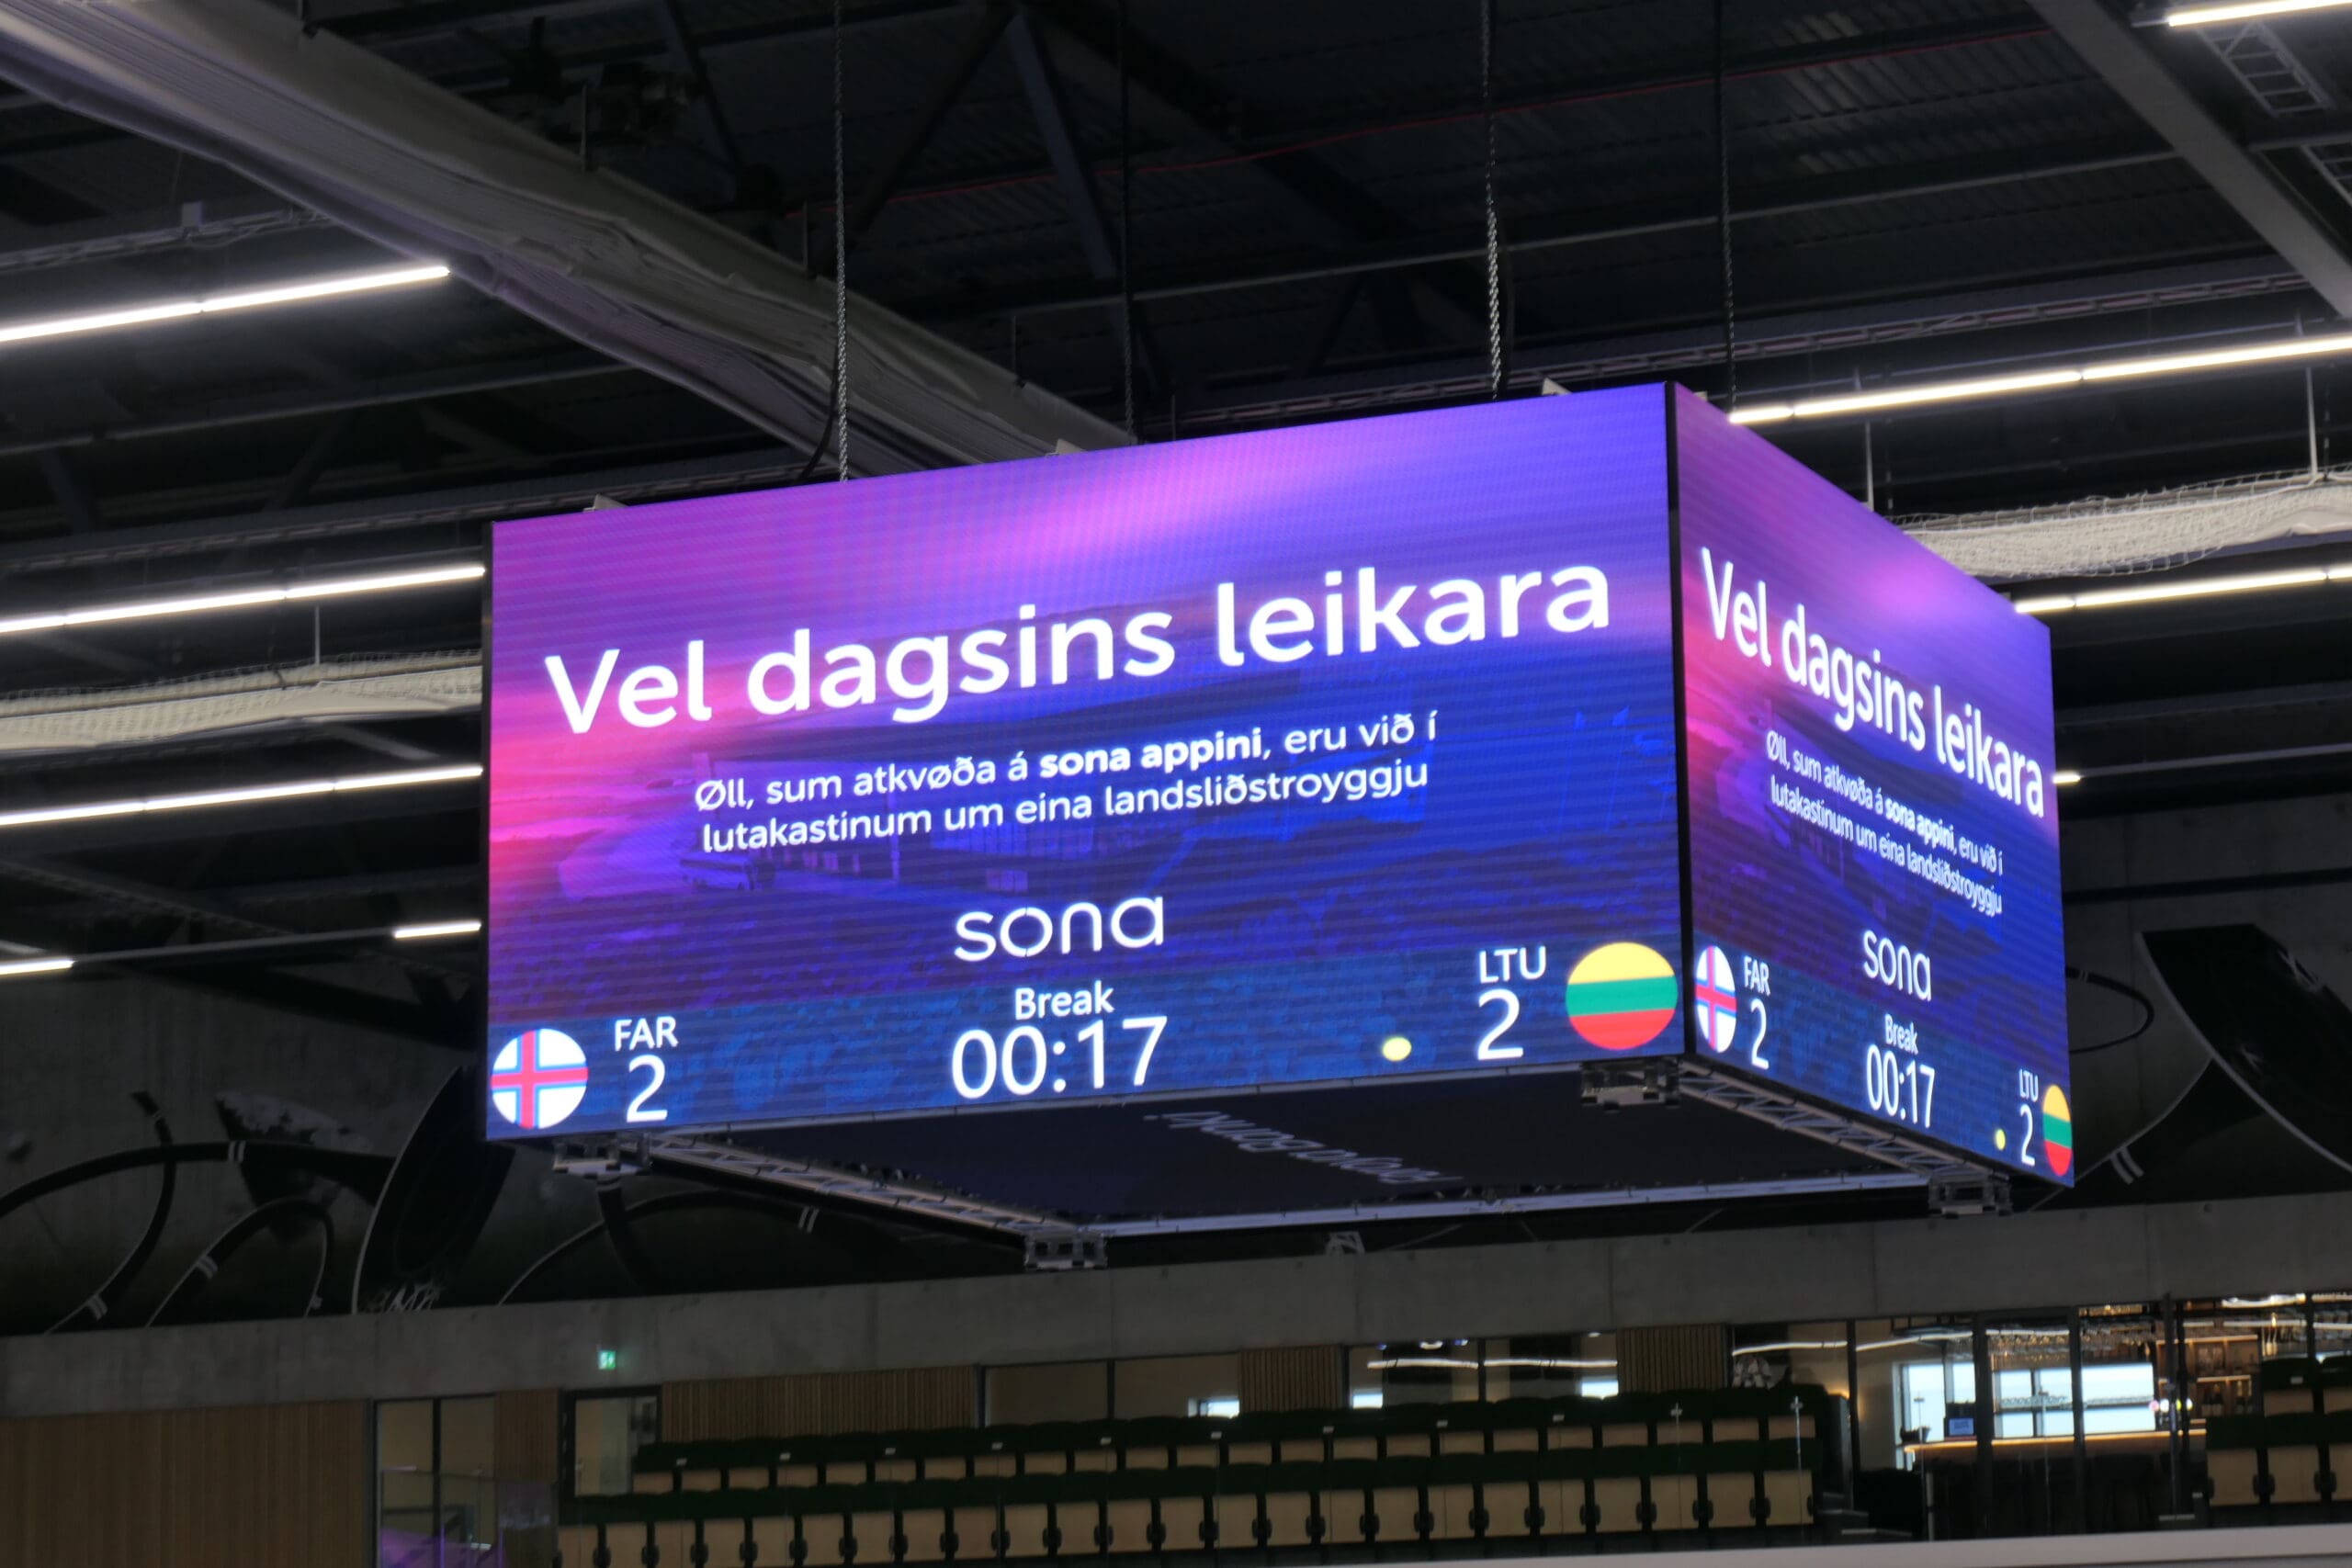 Vel dagsins leikara
Øll, sum atkvøða á sona appini, eru við í
lutakastinum um eina landsliðstroyggju
sona
FAR
2
Break
00:17
LTU
2
Vel dagsins leikara
Øll, sum atkvøða á sona appini, eru við í
lutakastinum um eina landsliðstroyggju
sona
FAR
2
Break
00:17
LTU
2